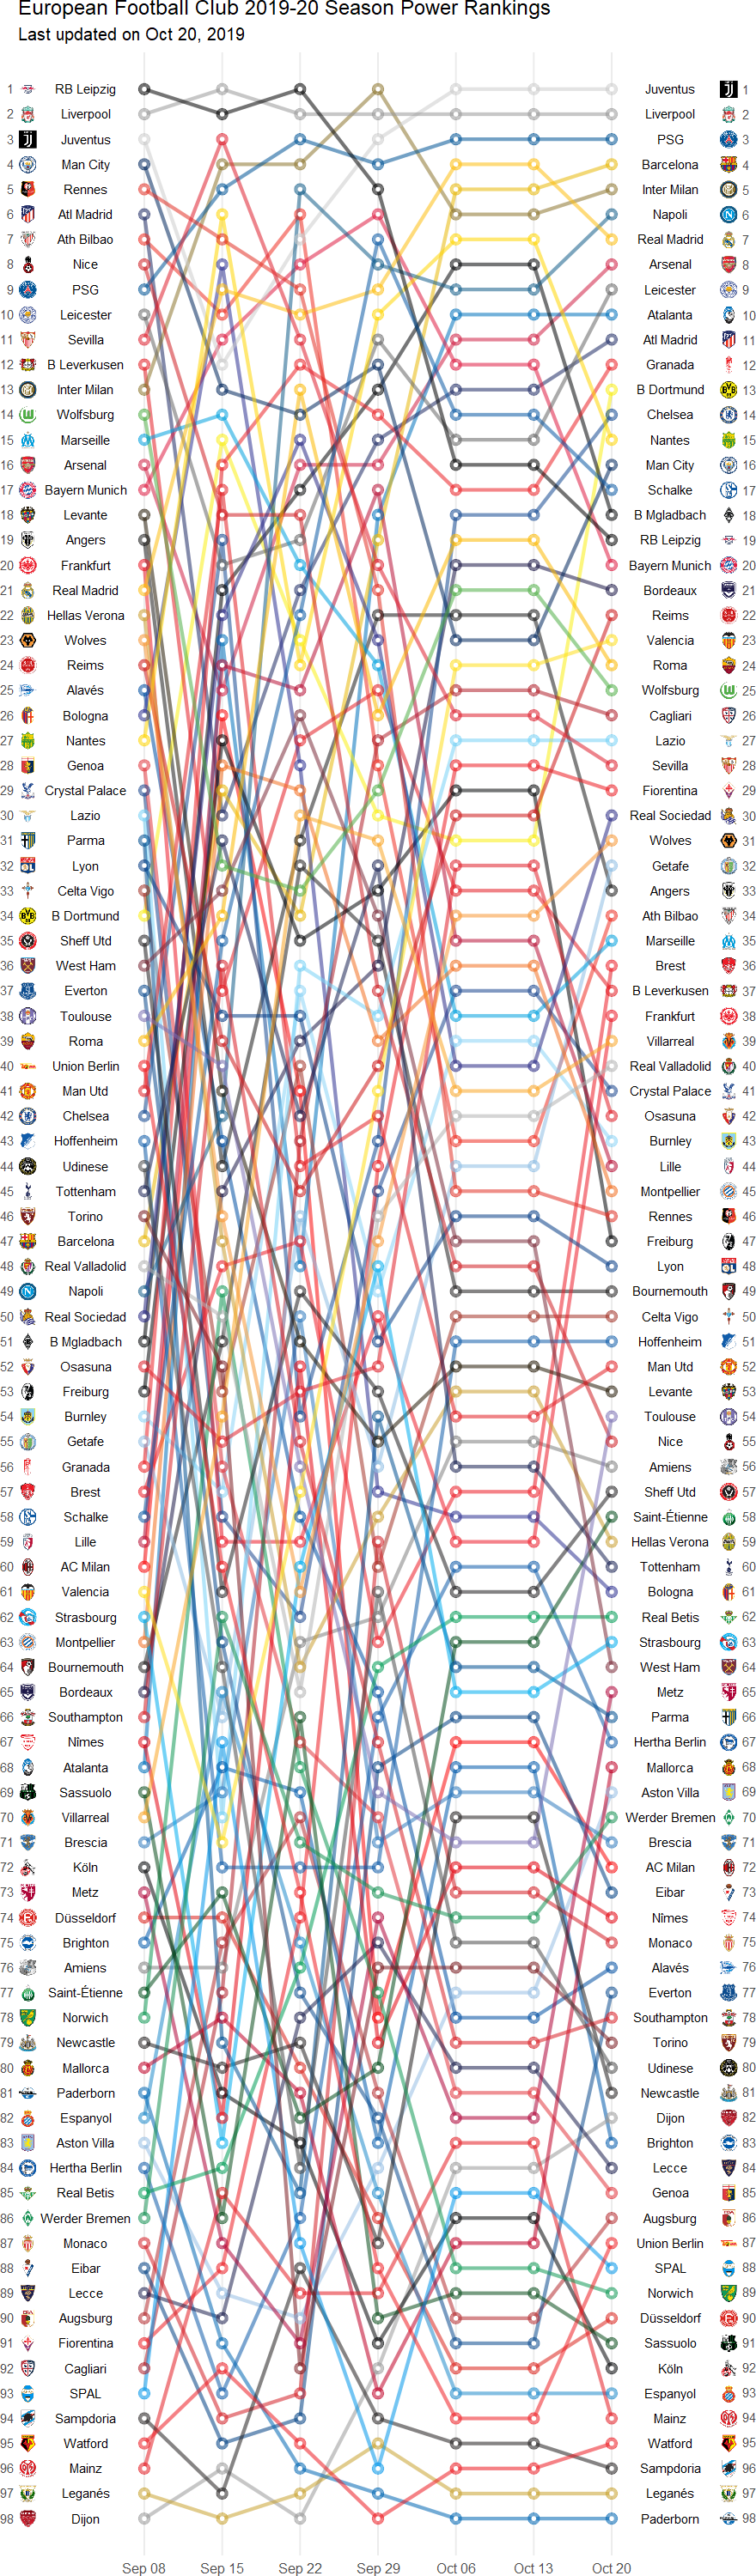 European Football Club 2019-20 Season Power Rankings
Last updated on Oct 20, 2019
1 RB Leipzig Juventus 1
2 Liverpool Liverpool 2
3 Juventus PSG 3
4 Man City Barcelona 4
5 Rennes Inter Milan 5
6 Atl Madrid Napoli 6
7 Ath Bilbao Real Madrid 7
8 Nice Arsenal 8
9 PSG Leicester 9
10 Leicester Atalanta 10
11 Sevilla Atl Madrid 11
12 B Leverkusen Granada 12
13 Inter Milan B Dortmund 13
14 Wolfsburg Chelsea 14
15 Marseille Nantes 15
16 Arsenal Man City 16
17 Bayern Munich Schalke 17
18 Levante B Mgladbach 18
19 Angers RB Leipzig 19
20 Frankfurt Bayern Munich 20
21 Real Madrid Bordeaux 21
22 Hellas Verona Reims 22
23 Wolves Valencia 23
24 Reims Roma 24
25 Alavés Wolfsburg 25
26 Bologna Cagliari 26
27 Nantes Lazio 27
28 Genoa Sevilla 28
29 Crystal Palace Fiorentina 29
30 Lazio Real Sociedad 30
31 Parma Wolves 31
32 Lyon Getafe 32
33 Celta Vigo Angers 33
34 B Dortmund Ath Bilbao 34
35 Sheff Utd Marseille 35
36 West Ham Brest 36
37 Everton B Leverkusen 37
38 Toulouse Frankfurt 38
39 Roma Villarreal 39
40 Union Berlin Real Valladolid 40
41 Man Utd Crystal Palace 41
42 Chelsea Osasuna 42
43 Hoffenheim Burnley 43
44 Udinese Lille 44
45 Tottenham Montpellier 45
46 Torino Rennes 46
47 Barcelona Freiburg 47
48 Real Valladolid Lyon 48
49 Napoli Bournemouth 49
50 Real Sociedad Celta Vigo 50
51 B Mgladbach Hoffenheim 51
52 Osasuna Man Utd 52
53 Freiburg Levante 53
54 Burnley Toulouse 54
55 Getafe Nice 55
56 Granada Amiens 56
57 Brest Sheff Utd 57
58 Schalke Saint-Étienne 58
59 Lille Hellas Verona 59
60 AC Milan Tottenham 60
61 Valencia Bologna 61
62 Strasbourg Real Betis 62
63 Montpellier Strasbourg 63
64 Bournemouth West Ham 64
65 Bordeaux Metz 65
66 Southampton Parma 66
67 Nîmes Hertha Berlin 67
68 Atalanta Mallorca 68
69 Sassuolo Aston Villa 69
70 Villarreal Werder Bremen 70
71 Brescia Brescia 71
72 Köln AC Milan 72
73 Metz Eibar 73
74 Düsseldorf Nîmes 74
75 Brighton Monaco 75
76 Amiens Alavés 76
77 Saint-Étienne Everton 77
78 Norwich Southampton 78
79 Newcastle Torino 79
80 Mallorca Udinese 80
81 Paderborn Newcastle 81
82 Espanyol Dijon 82
83 Aston Villa Brighton 83
84 Hertha Berlin Lecce 84
85 Real Betis Genoa 85
86 Werder Bremen Augsburg 86
87 Monaco Union Berlin 87
88 Eibar SPAL 88
89 Lecce Norwich 89
90 Augsburg Düsseldorf 90
91 Fiorentina Sassuolo 91
92 Cagliari Köln 92
93 SPAL Espanyol 93
94 Sampdoria Mainz 94
95 Watford Watford 95
96 Mainz Sampdoria 96
97 Leganés Leganés 97
98 Dijon Paderborn 98
Sep 08 Sep 15 Sep 22 Sep 29 Oct 06 Oct 13 Oct 20